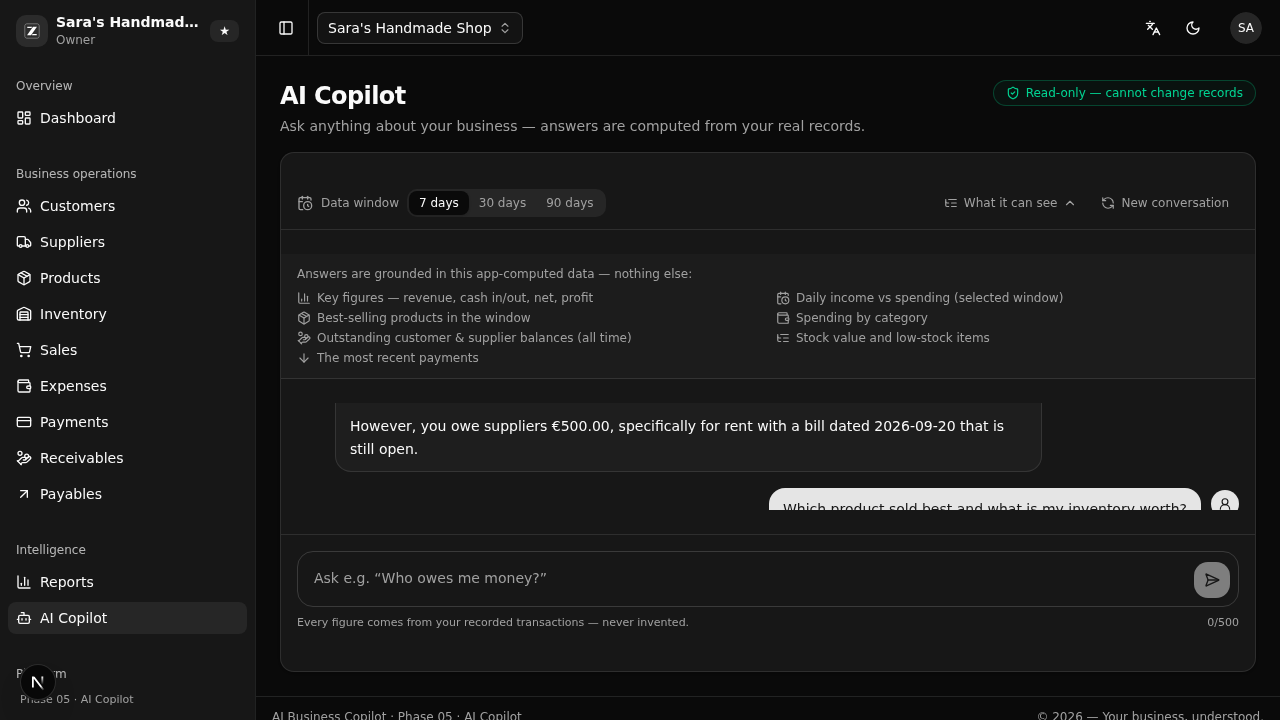 Sara's Handmad...
Owner
★
Overview
Dashboard
Business operations
Customers
Suppliers
Products
Inventory
Sales
Expenses
Payments
Receivables
Payables
Intelligence
Reports
AI Copilot
Phase 05 · AI Copilot
Sara's Handmade Shop
SA
AI Copilot
Read-only — cannot change records
Ask anything about your business — answers are computed from your real records.
Data window 7 days 30 days 90 days
What it can see
New conversation
Answers are grounded in this app-computed data — nothing else:
Key figures — revenue, cash in/out, net, profit
Daily income vs spending (selected window)
Best-selling products in the window
Spending by category
Outstanding customer & supplier balances (all time)
Stock value and low-stock items
The most recent payments
However, you owe suppliers €500.00, specifically for rent with a bill dated 2026-09-20 that is
still open.
Which product sold best and what is my inventory worth?
Ask e.g. “Who owes me money?”
Every figure comes from your recorded transactions — never invented.
0/500
AI Business Copilot · Phase 05 · AI Copilot
© 2026 — Your business, understood.